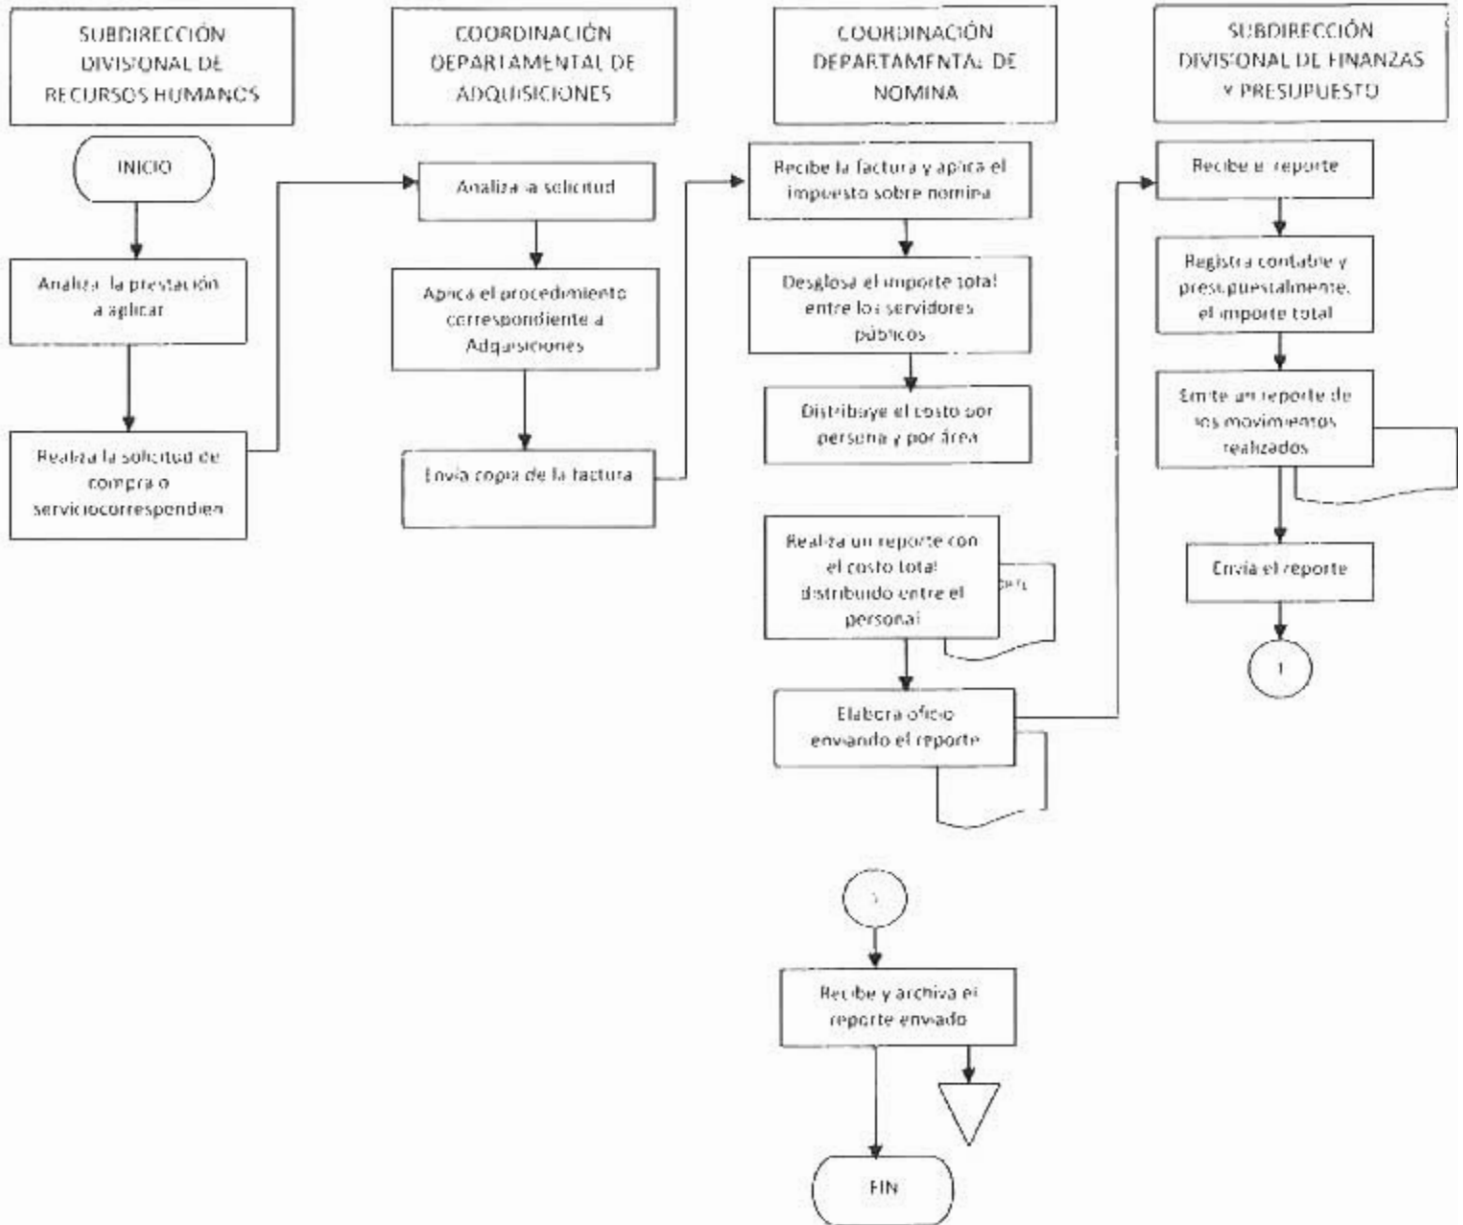 SUBDIRECCIÓN
DIVISIONAL DE
RECURSOS HUMANOS
COORDINACIÓN
DEPARTAMENTAL DE
ADQUISICIONES
COORDINACIÓN
DEPARTAMENTAL DE
NOMINA
SUBDIRECCIÓN
DIVISIONAL DE FINANZAS
Y PRESUPUESTO
INICIO
Analiza la prestación
a aplicar
Realiza la solicitud de
compra o
serviciocorrespondien
Analiza la solicitud
Aplica el procedimiento
correspondiente a
Adquisiciones
Envía copia de la factura
Recibe la factura y aplica el
impuesto sobre nomina
Desglosa el importe total
entre los servidores
públicos
Distribuye el costo por
persona y por área
Realiza un reporte con
el costo total
distribuido entre el
personal
Elabora oficio
enviando el reporte
Recibe el reporte
Registra contable y
presupuestalmente,
el importe total
Emite un reporte de
los movimientos
realizados
Envía el reporte
1
Recibe y archiva el
reporte enviado
FIN